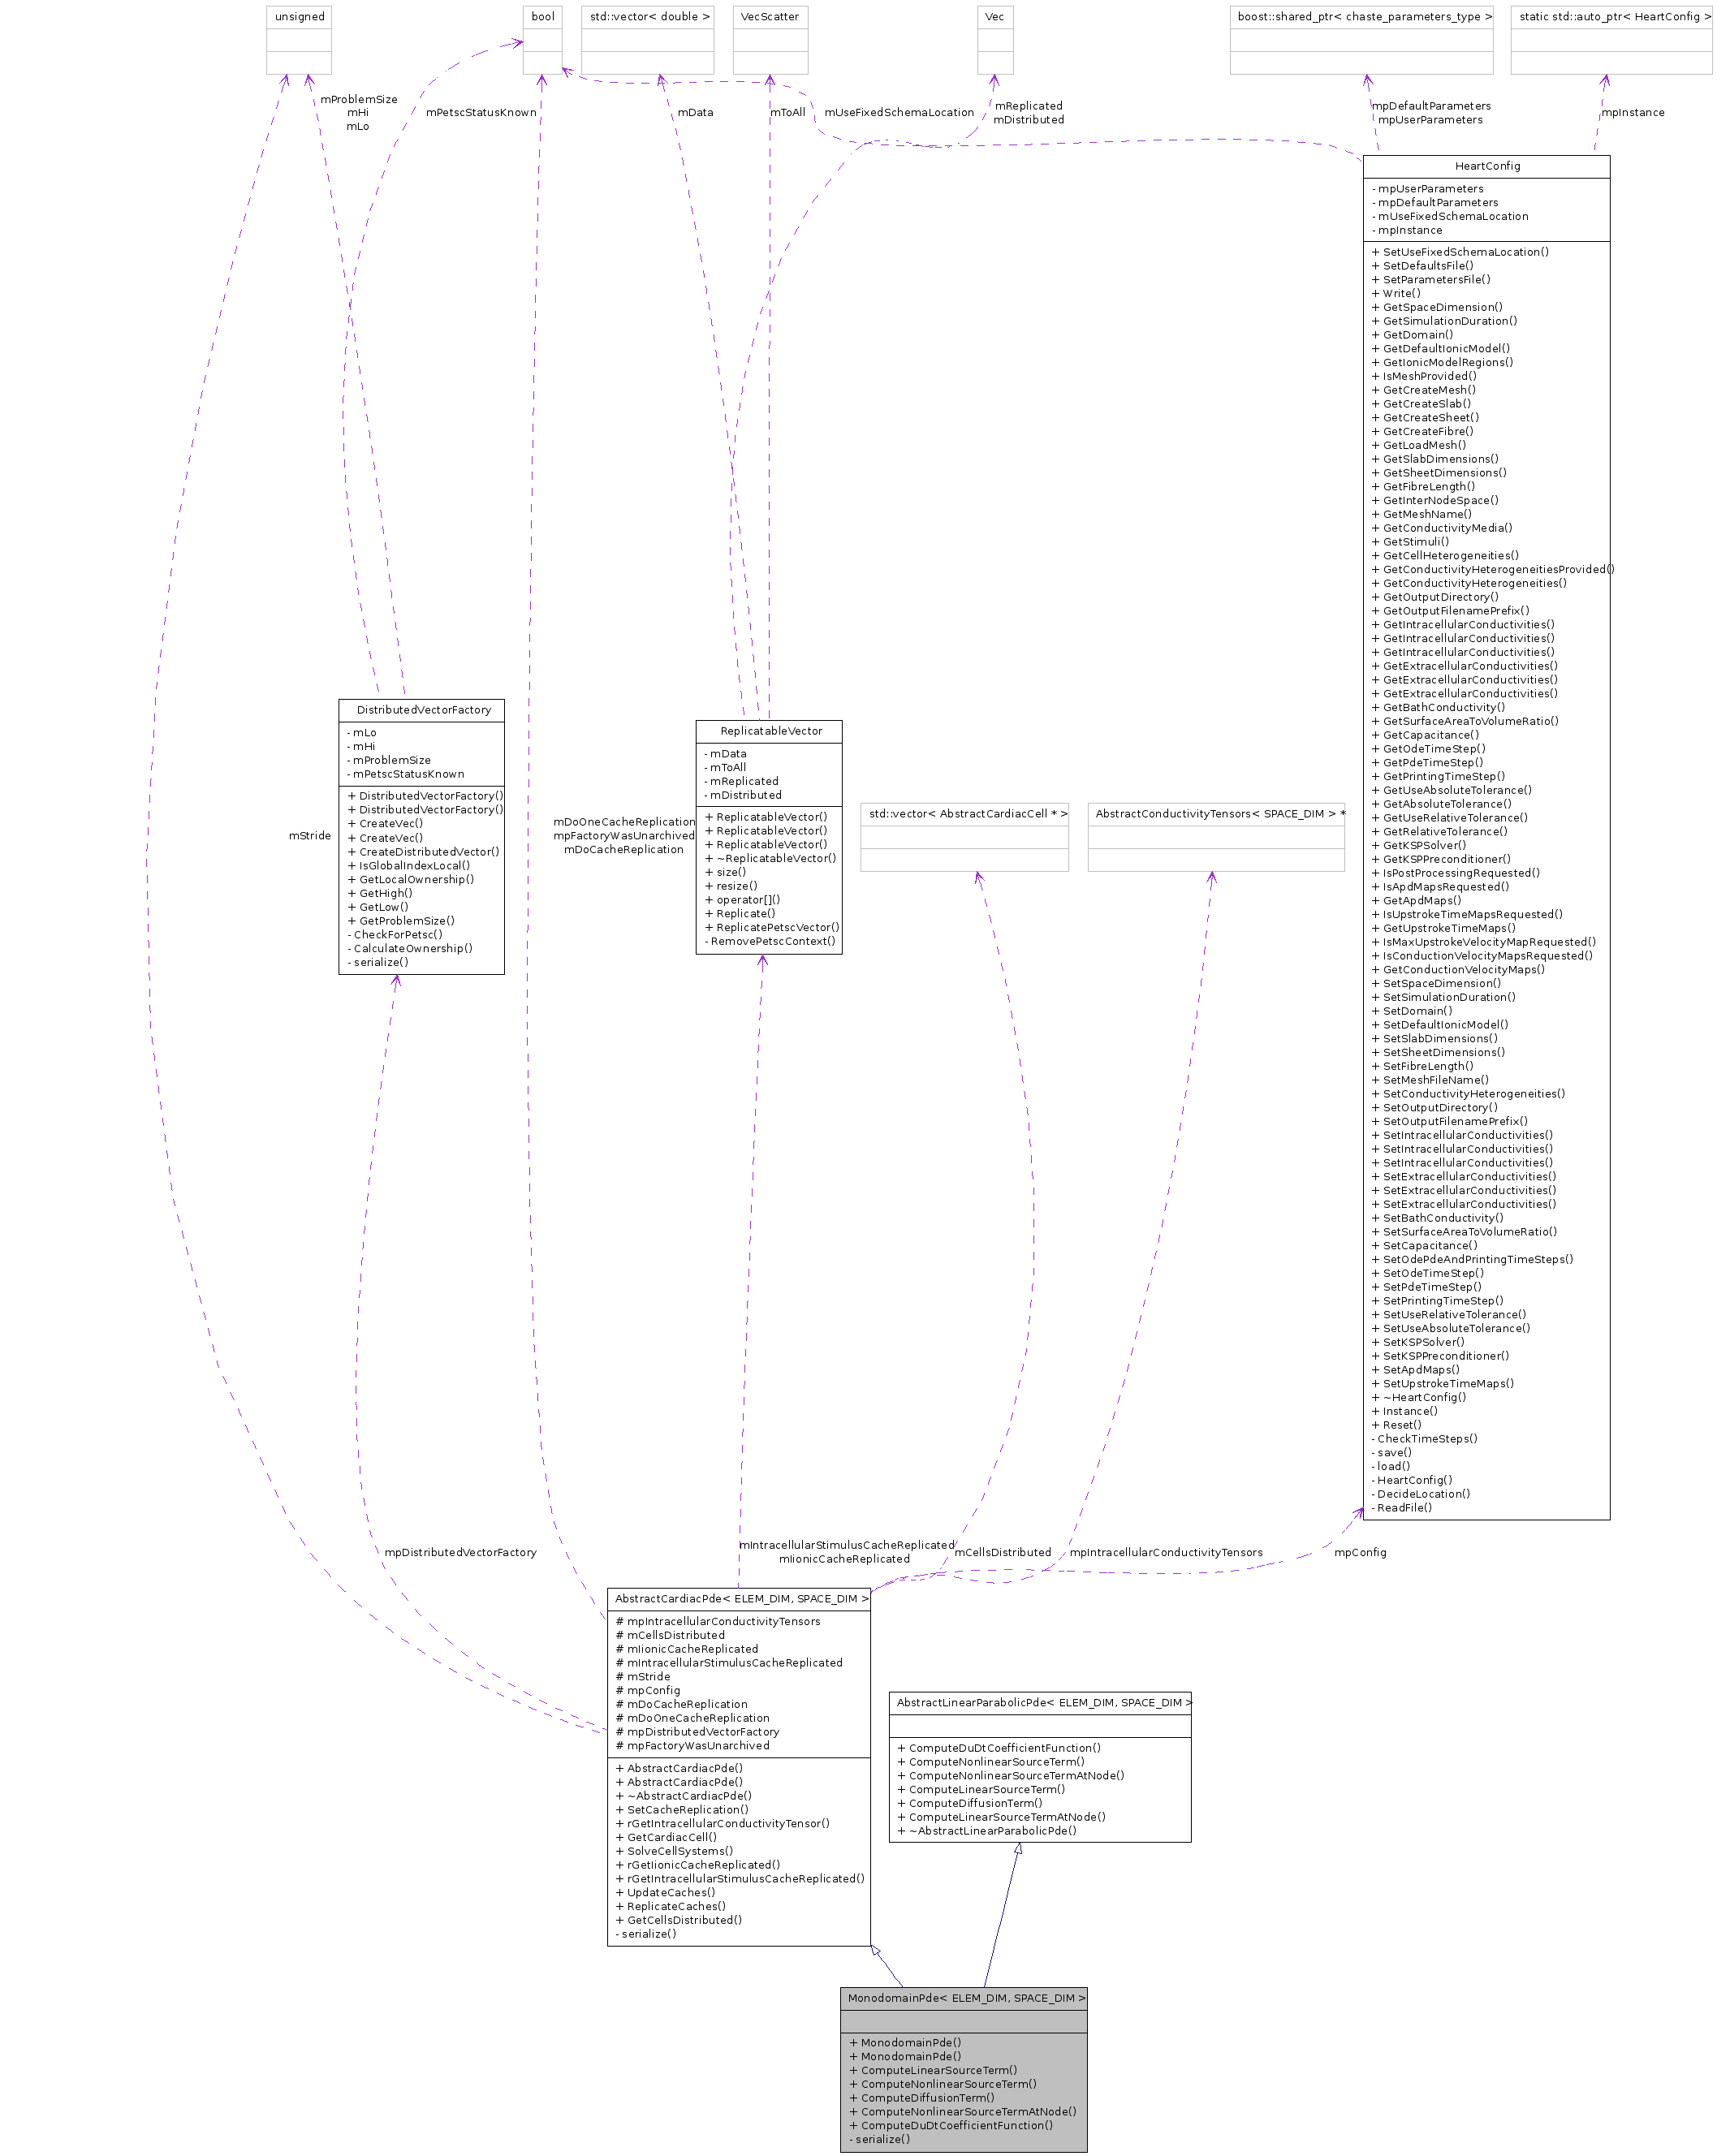 unsigned
bool
std::vector< double >
VecScatter
Vec
boost::shared_ptr< chaste_parameters_type >
static std::auto_ptr< HeartConfig >
mProblemSize
mHi
mLo
mPetscStatusKnown
mData
mToAll
mUseFixedSchemaLocation
mReplicated
mDistributed
mpDefaultParameters
mpUserParameters
mpInstance
HeartConfig
- mpUserParameters
- mpDefaultParameters
- mUseFixedSchemaLocation
- mpInstance
+ SetUseFixedSchemaLocation()
+ SetDefaultsFile()
+ SetParametersFile()
+ Write()
+ GetSpaceDimension()
+ GetSimulationDuration()
+ GetDomain()
+ GetDefaultIonicModel()
+ GetIonicModelRegions()
+ IsMeshProvided()
+ GetCreateMesh()
+ GetCreateSlab()
+ GetCreateSheet()
+ GetCreateFibre()
+ GetLoadMesh()
+ GetSlabDimensions()
+ GetSheetDimensions()
+ GetFibreLength()
+ GetInterNodeSpace()
+ GetMeshName()
+ GetConductivityMedia()
+ GetStimuli()
+ GetCellHeterogeneities()
+ GetConductivityHeterogeneitiesProvided()
+ GetConductivityHeterogeneities()
+ GetOutputDirectory()
+ GetOutputFilenamePrefix()
+ GetIntracellularConductivities()
+ GetIntracellularConductivities()
+ GetIntracellularConductivities()
+ GetExtracellularConductivities()
+ GetExtracellularConductivities()
+ GetExtracellularConductivities()
+ GetBathConductivity()
+ GetSurfaceAreaToVolumeRatio()
+ GetCapacitance()
+ GetOdeTimeStep()
+ GetPdeTimeStep()
+ GetPrintingTimeStep()
+ GetUseAbsoluteTolerance()
+ GetAbsoluteTolerance()
+ GetUseRelativeTolerance()
+ GetRelativeTolerance()
+ GetKSPSolver()
+ GetKSPPreconditioner()
+ IsPostProcessingRequested()
+ IsApdMapsRequested()
+ GetApdMaps()
+ IsUpstrokeTimeMapsRequested()
+ GetUpstrokeTimeMaps()
+ IsMaxUpstrokeVelocityMapRequested()
+ IsConductionVelocityMapsRequested()
+ GetConductionVelocityMaps()
+ SetSpaceDimension()
+ SetSimulationDuration()
+ SetDomain()
+ SetDefaultIonicModel()
+ SetSlabDimensions()
+ SetSheetDimensions()
+ SetFibreLength()
+ SetMeshFileName()
+ SetConductivityHeterogeneities()
+ SetOutputDirectory()
+ SetOutputFilenamePrefix()
+ SetIntracellularConductivities()
+ SetIntracellularConductivities()
+ SetIntracellularConductivities()
+ SetExtracellularConductivities()
+ SetExtracellularConductivities()
+ SetExtracellularConductivities()
+ SetBathConductivity()
+ SetSurfaceAreaToVolumeRatio()
+ SetCapacitance()
+ SetOdePdeAndPrintingTimeSteps()
+ SetOdeTimeStep()
+ SetPdeTimeStep()
+ SetPrintingTimeStep()
+ SetUseRelativeTolerance()
+ SetUseAbsoluteTolerance()
+ SetKSPSolver()
+ SetKSPPreconditioner()
+ SetApdMaps()
+ SetUpstrokeTimeMaps()
+ ~HeartConfig()
+ Instance()
+ Reset()
- CheckTimeSteps()
- save()
- load()
- HeartConfig()
- DecideLocation()
- ReadFile()
DistributedVectorFactory
- mLo
- mHi
- mProblemSize
- mPetscStatusKnown
+ DistributedVectorFactory()
+ DistributedVectorFactory()
+ CreateVec()
+ CreateVec()
+ CreateDistributedVector()
+ IsGlobalIndexLocal()
+ GetLocalOwnership()
+ GetHigh()
+ GetLow()
+ GetProblemSize()
- CheckForPetsc()
- CalculateOwnership()
- serialize()
ReplicatableVector
- mData
- mToAll
- mReplicated
- mDistributed
+ ReplicatableVector()
+ ReplicatableVector()
+ ReplicatableVector()
+ ~ReplicatableVector()
+ size()
+ resize()
+ operator[]()
+ Replicate()
+ ReplicatePetscVector()
- RemovePetscContext()
std::vector< AbstractCardiacCell * >
AbstractConductivityTensors< SPACE_DIM > *
mStride
mDoOneCacheReplication
mpFactoryWasUnarchived
mDoCacheReplication
mpDistributedVectorFactory
mIntracellularStimulusCacheReplicated
mIionicCacheReplicated
mCellsDistributed
mpIntracellularConductivityTensors
mpConfig
AbstractCardiacPde< ELEM_DIM, SPACE_DIM >
# mpIntracellularConductivityTensors
# mCellsDistributed
# mIionicCacheReplicated
# mIntracellularStimulusCacheReplicated
# mStride
# mpConfig
# mDoCacheReplication
# mDoOneCacheReplication
# mpDistributedVectorFactory
# mpFactoryWasUnarchived
+ AbstractCardiacPde()
+ AbstractCardiacPde()
+ ~AbstractCardiacPde()
+ SetCacheReplication()
+ rGetIntracellularConductivityTensor()
+ GetCardiacCell()
+ SolveCellSystems()
+ rGetIionicCacheReplicated()
+ rGetIntracellularStimulusCacheReplicated()
+ UpdateCaches()
+ ReplicateCaches()
+ GetCellsDistributed()
- serialize()
AbstractLinearParabolicPde< ELEM_DIM, SPACE_DIM >
+ ComputeDuDtCoefficientFunction()
+ ComputeNonlinearSourceTerm()
+ ComputeNonlinearSourceTermAtNode()
+ ComputeLinearSourceTerm()
+ ComputeDiffusionTerm()
+ ComputeLinearSourceTermAtNode()
+ ~AbstractLinearParabolicPde()
MonodomainPde< ELEM_DIM, SPACE_DIM >
+ MonodomainPde()
+ MonodomainPde()
+ ComputeLinearSourceTerm()
+ ComputeNonlinearSourceTerm()
+ ComputeDiffusionTerm()
+ ComputeNonlinearSourceTermAtNode()
+ ComputeDuDtCoefficientFunction()
- serialize()